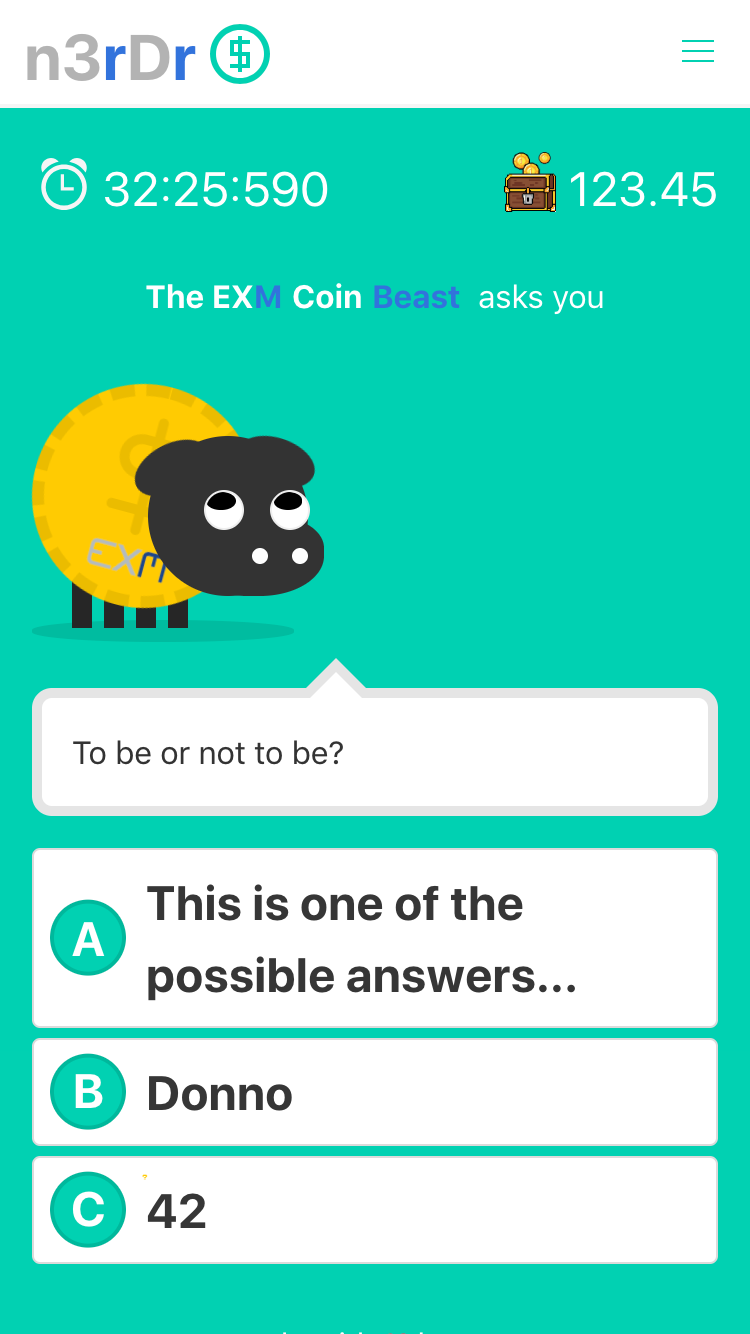 n3rDr
32:25:590
123.45
The EXM Coin Beast asks you
EXM
To be or not to be?
A
This is one of the
possible answers...
B
Donno
C
42